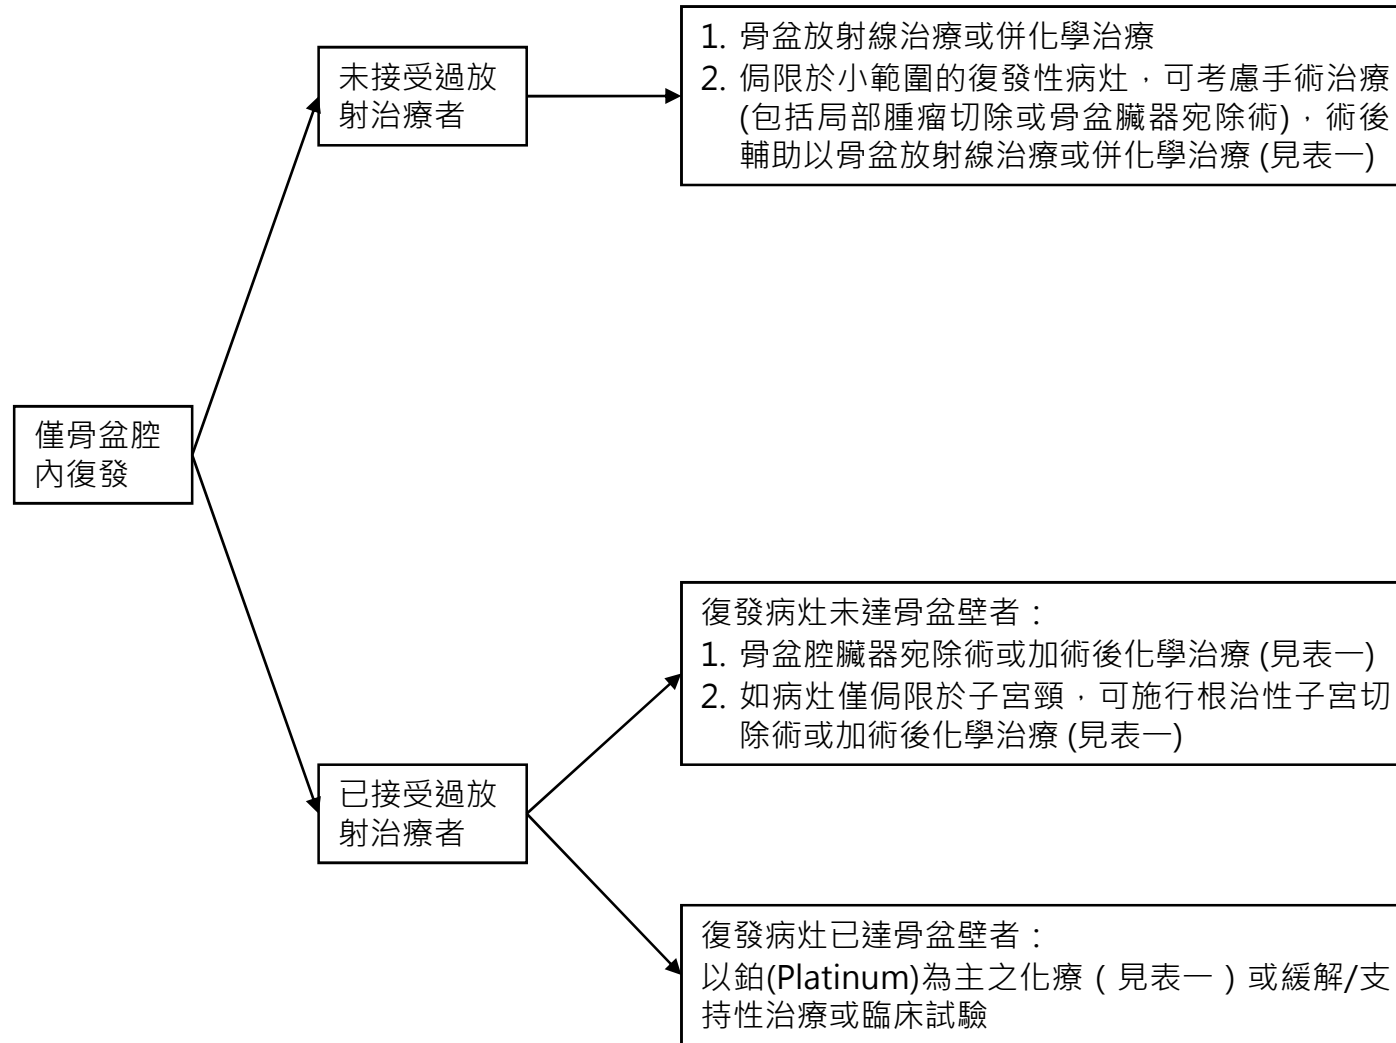 未接受過放
射治療者
1. 骨盆放射線治療或併化學治療
2. 侷限於小範圍的復發性病灶，可考慮手術治療
(包括局部腫瘤切除或骨盆臟器宛除術)，術後
輔助以骨盆放射線治療或併化學治療 (見表一)
僅骨盆腔
內復發
已接受過放
射治療者
復發病灶未達骨盆壁者：
1. 骨盆腔臟器宛除術或加術後化學治療 (見表一)
2. 如病灶僅侷限於子宮頸，可施行根治性子宮切
除術或加術後化學治療 (見表一)
復發病灶已達骨盆壁者：
以鉑(Platinum)為主之化療（見表一）或緩解/支
持性治療或臨床試驗